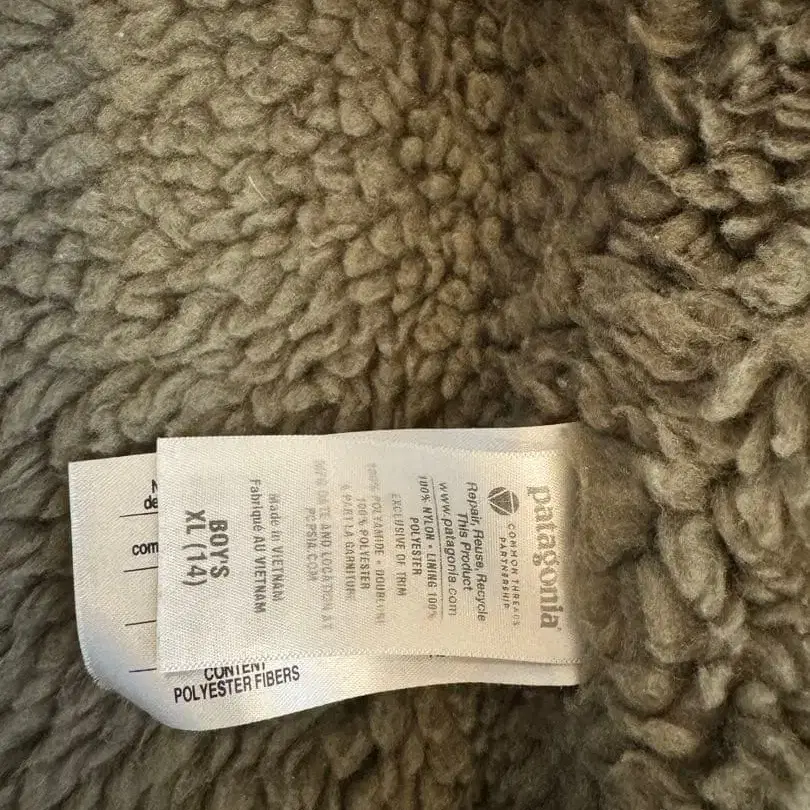 patagonia®
COMMON THREADS
PARTNERSHIP
Repair, Reuse, Recycle
This Product
www.patagonia.com
100% NYLON • LINING 100%
POLYESTER
EXCLUSIVE OF TRIM
100% POLYAMIDE • DOUBLURE
100% POLYESTER
À PART LA GARNITURE
MFG DATE AND LOCATION AT
PCPSIA.COM
Made in VIETNAM
Fabriqué AU VIETNAM
BOYS
XL (14)
de
com
CONTENT
POLYESTER FIBERS